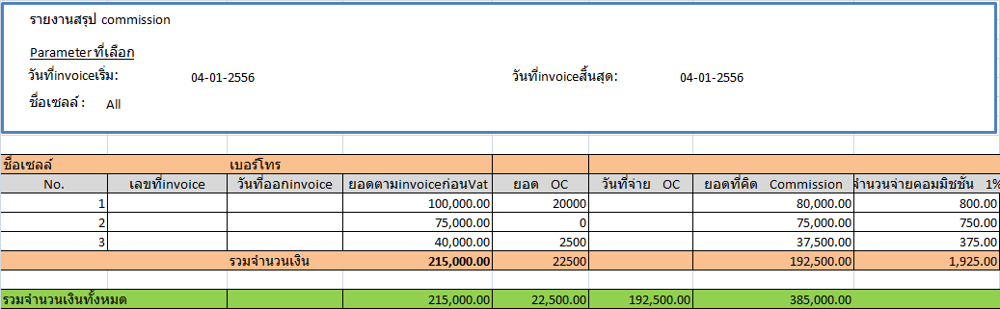 รายงานสรุป commission
Parameter ที่เลือก
วันที่invoiceเริ่ม: 04-01-2556 วันที่invoiceสิ้นสุด: 04-01-2556
ชื่อเซลล์ : All
ชื่อเซลล์ เบอร์โทร
No. เลขที่invoice วันที่ออกinvoice ยอดตามinvoiceก่อนVat ยอด OC วันที่จ่าย OC ยอดที่คิด Commission จำนวนจ่ายคอมมิชชัน 1%
1 100,000.00 20000 80,000.00 800.00
2 75,000.00 0 75,000.00 750.00
3 40,000.00 2500 37,500.00 375.00
รวมจำนวนเงิน 215,000.00 22500 192,500.00 1,925.00
รวมจำนวนเงินทั้งหมด 215,000.00 22,500.00 192,500.00 385,000.00